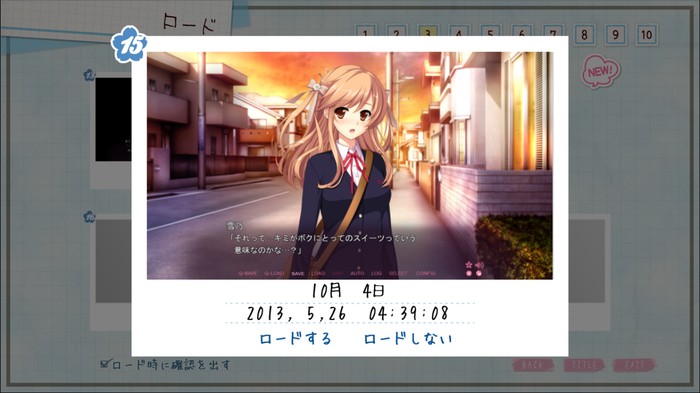 ロード
1 2 3 4 5 6 7 8 9 10
15
NEW!
雪乃
「それって、キミがボクにとってのスイーツっていう
意味なのかな…？」
Q-SAVE Q-LOAD SAVE LOAD AUTO LOG SELECT CONFIG
10月 4日
2013, 5,26 04:39:08
ロードする ロードしない
ロード時に確認を出す
BACK TITLE EXIT